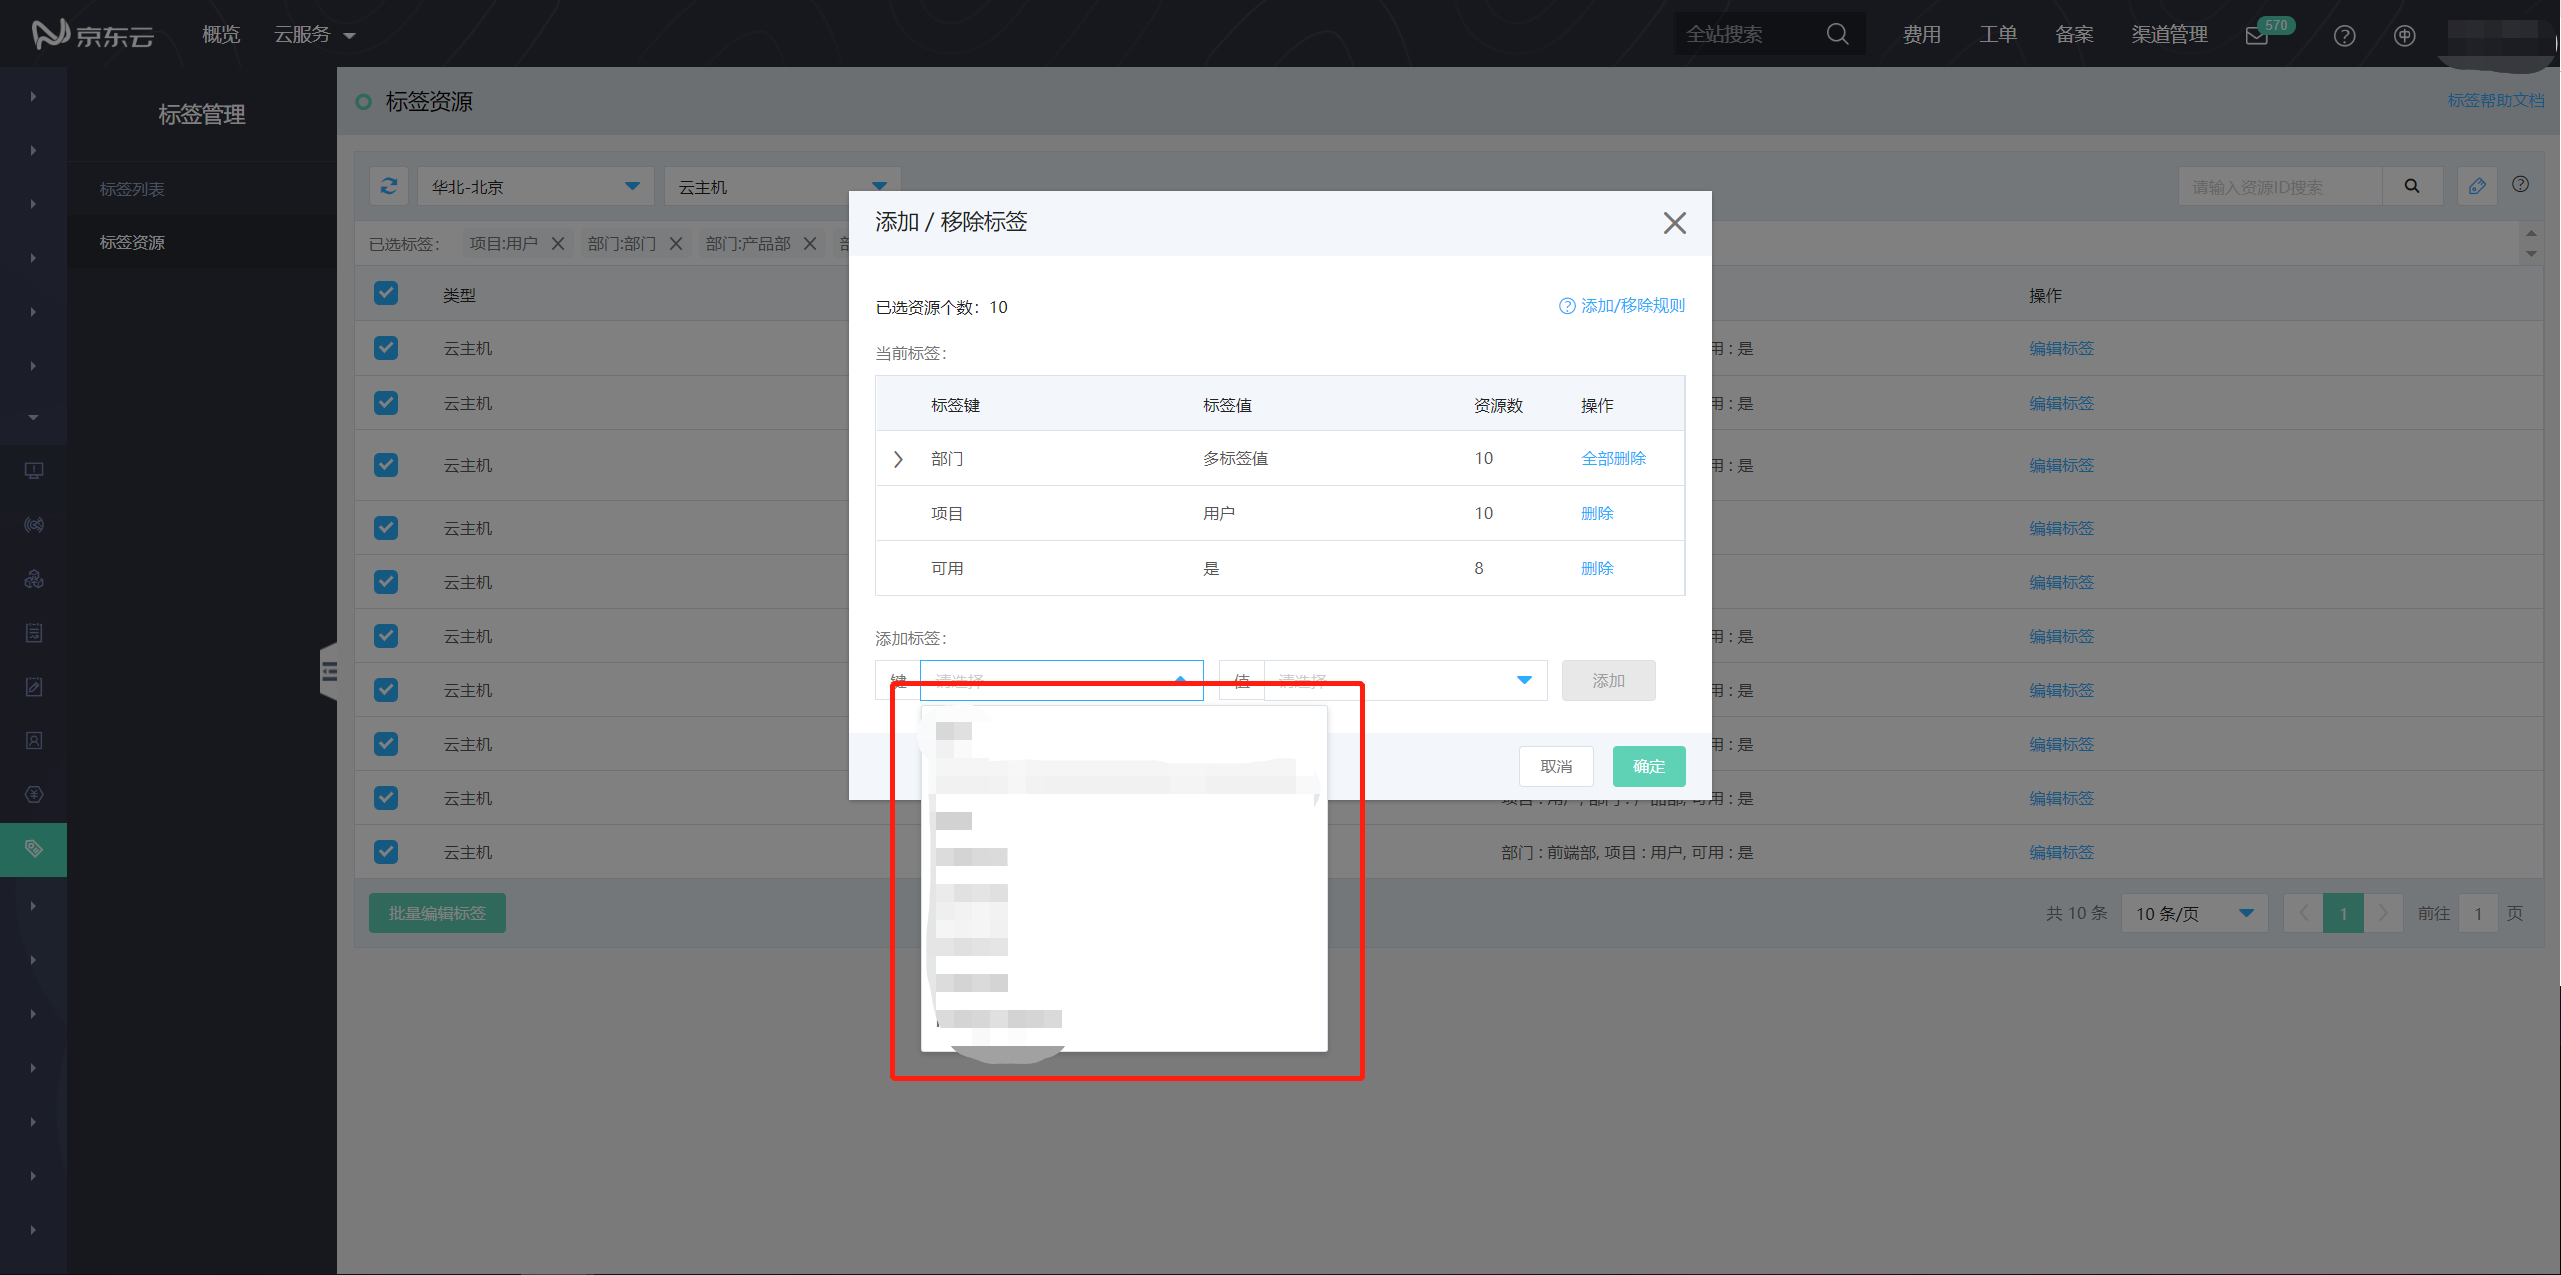 京东云 概览 云服务 全站搜索 费用 工单 备案 渠道管理 570
标签管理
标签列表
标签资源
标签资源 标签帮助文档
华北-北京 云主机 请输入资源ID搜索
已选标签: 项目:用户 部门:部门 部门:产品部
类型 操作
云主机 用 : 是 编辑标签
云主机 用 : 是 编辑标签
云主机 用 : 是 编辑标签
云主机 编辑标签
云主机 编辑标签
云主机 用 : 是 编辑标签
云主机 用 : 是 编辑标签
云主机 用 : 是 编辑标签
云主机 项目 : 用户, 部门 : 产品部, 可用 : 是 编辑标签
云主机 部门 : 前端部, 项目 : 用户, 可用 : 是 编辑标签
批量编辑标签 共 10 条 10 条/页 1 前往 1 页
添加 / 移除标签
已选资源个数: 10 添加/移除规则
当前标签:
标签键 标签值 资源数 操作
部门 多标签值 10 全部删除
项目 用户 10 删除
可用 是 8 删除
添加标签:
键 请选择 值 请选择 添加
取消 确定